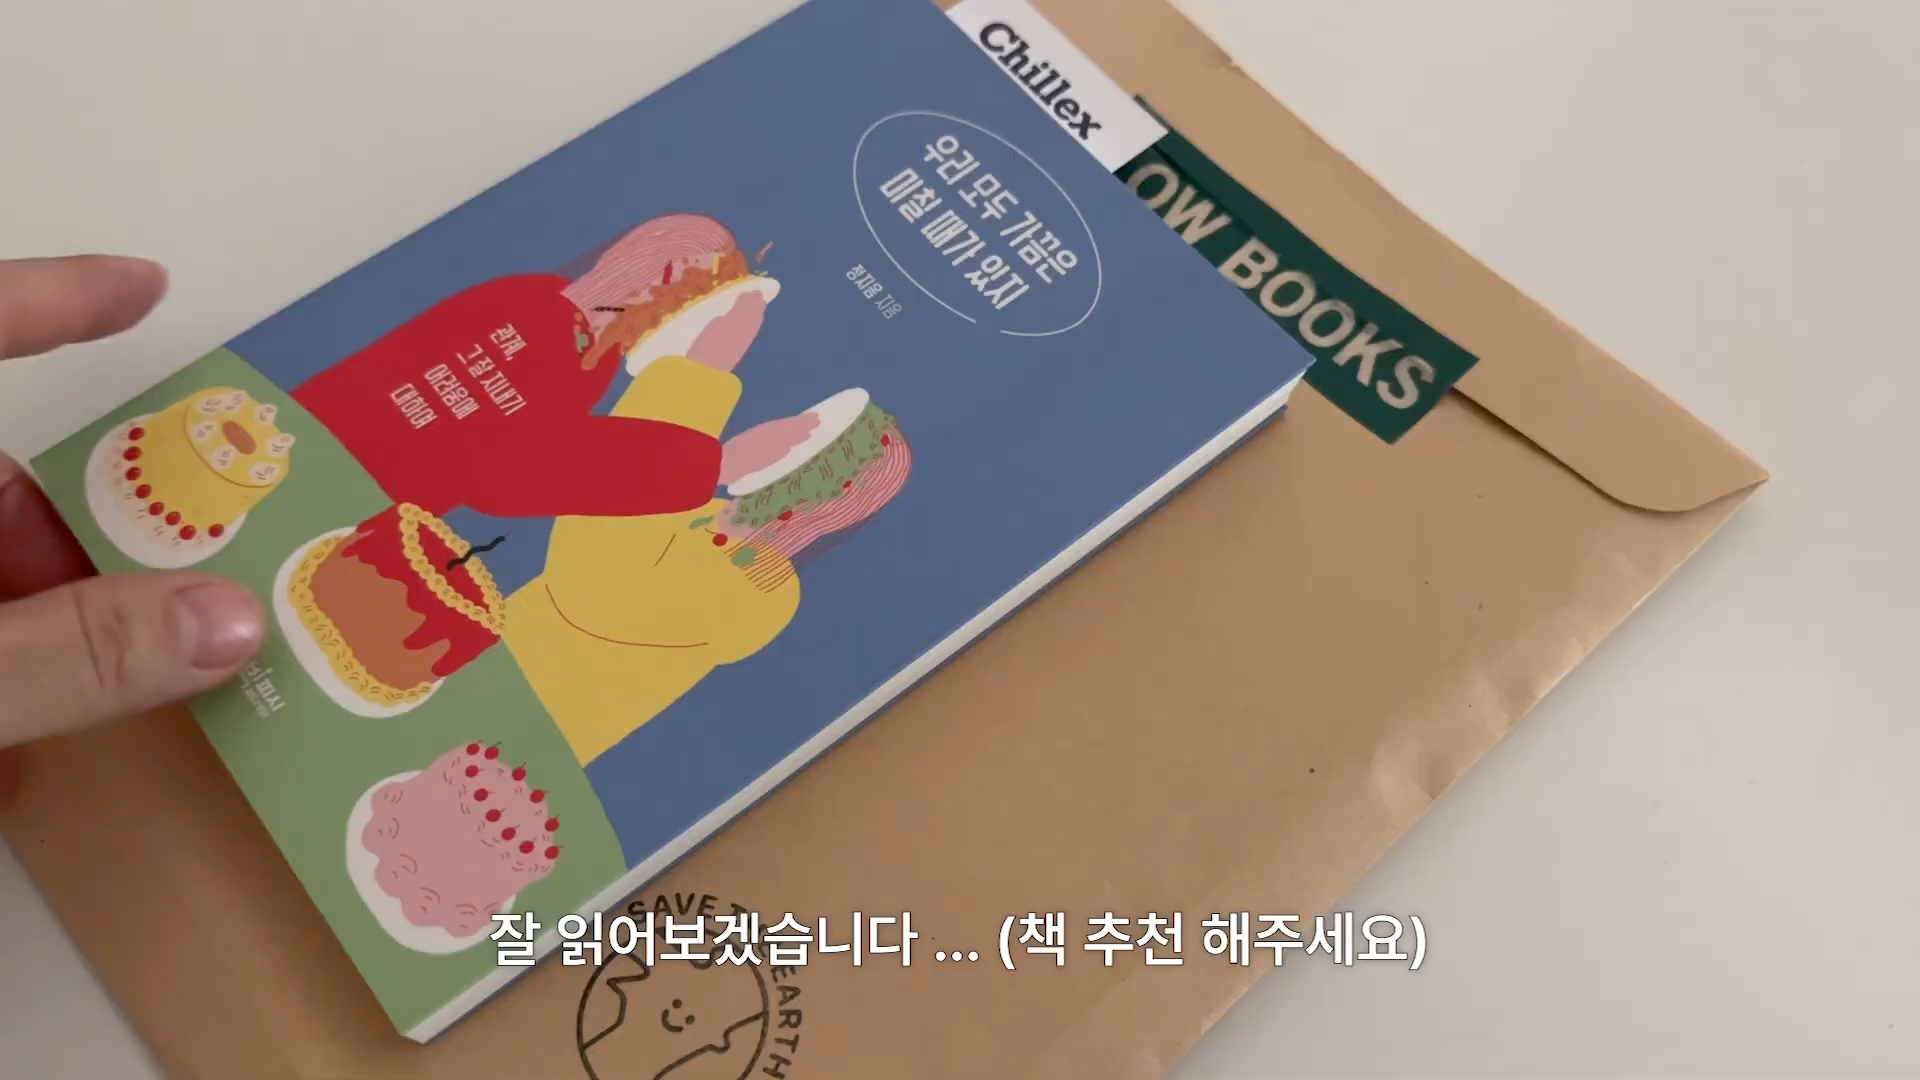 Chillex
OW BOOKS
우리 모두 가끔은
미칠 때가 있지
정지음 지음
관계,
그 잘 지내기
어려움에
대하여
SAVE T E EARTH
잘 읽어보겠습니다 ... (책 추천 해주세요)